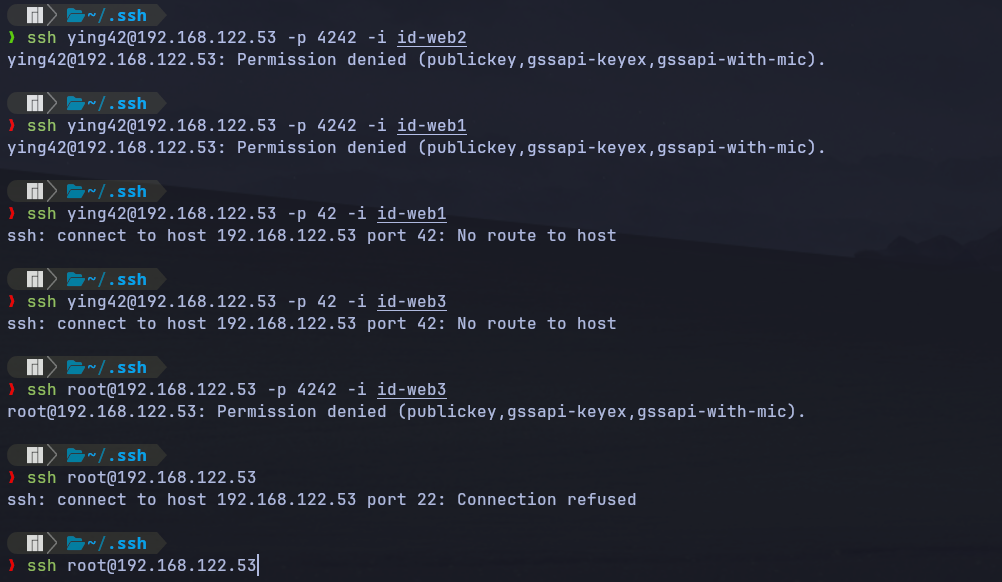 ~/.ssh
❯ ssh ying42@192.168.122.53 -p 4242 -i id-web2
ying42@192.168.122.53: Permission denied (publickey,gssapi-keyex,gssapi-with-mic).
~/.ssh
❯ ssh ying42@192.168.122.53 -p 4242 -i id-web1
ying42@192.168.122.53: Permission denied (publickey,gssapi-keyex,gssapi-with-mic).
~/.ssh
❯ ssh ying42@192.168.122.53 -p 42 -i id-web1
ssh: connect to host 192.168.122.53 port 42: No route to host
~/.ssh
❯ ssh ying42@192.168.122.53 -p 42 -i id-web3
ssh: connect to host 192.168.122.53 port 42: No route to host
~/.ssh
❯ ssh root@192.168.122.53 -p 4242 -i id-web3
root@192.168.122.53: Permission denied (publickey,gssapi-keyex,gssapi-with-mic).
~/.ssh
❯ ssh root@192.168.122.53
ssh: connect to host 192.168.122.53 port 22: Connection refused
~/.ssh
❯ ssh root@192.168.122.53